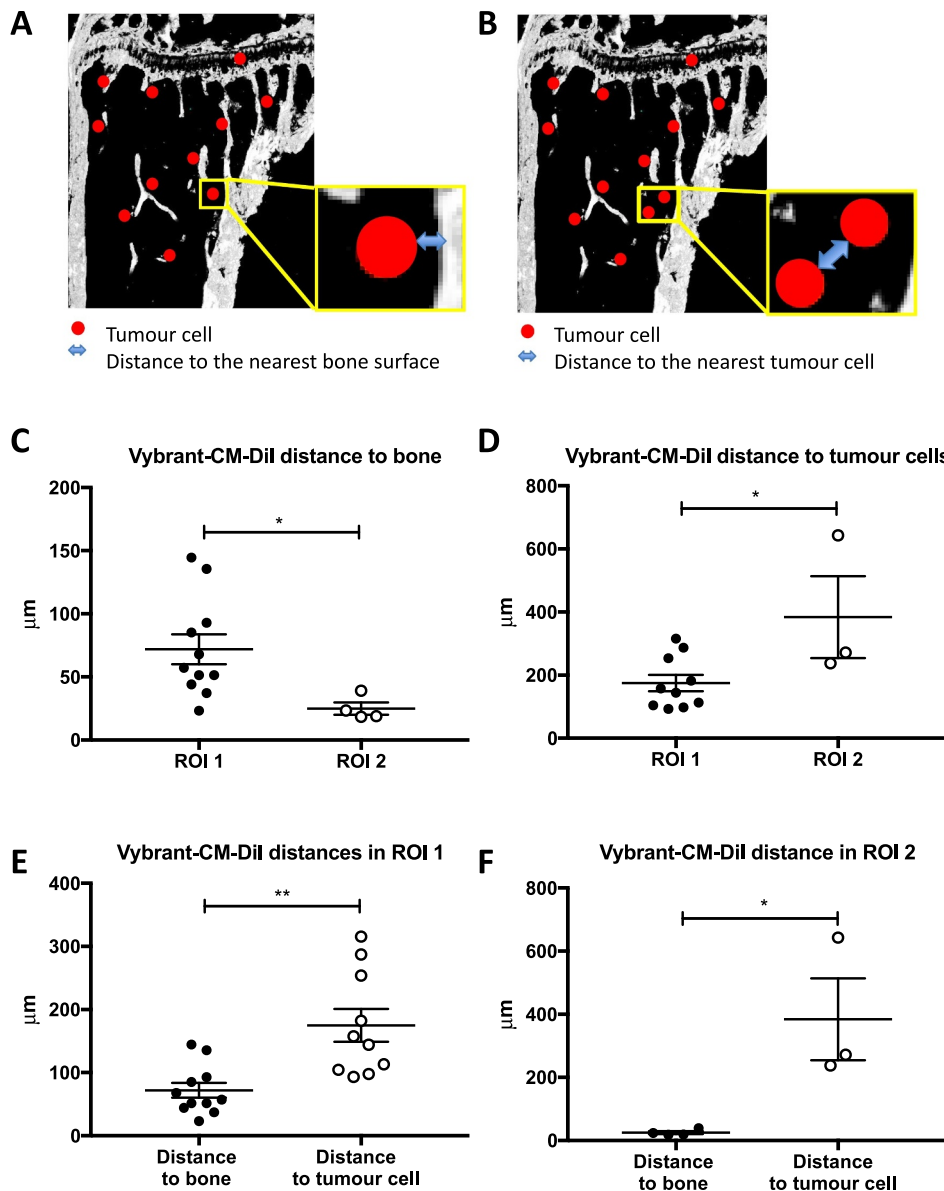 A
B
Tumour cell
Distance to the nearest bone surface
Tumour cell
Distance to the nearest tumour cell
C
Vybrant-CM-DiI distance to bone
200
150
100
50
0
μm
*
ROI 1
ROI 2
D
Vybrant-CM-DiI distance to tumour cells
800
600
400
200
0
μm
*
ROI 1
ROI 2
E
Vybrant-CM-DiI distances in ROI 1
400
300
200
100
0
μm
**
Distance
to bone
Distance
to tumour cell
F
Vybrant-CM-DiI distance in ROI 2
800
600
400
200
0
μm
*
Distance
to bone
Distance
to tumour cell